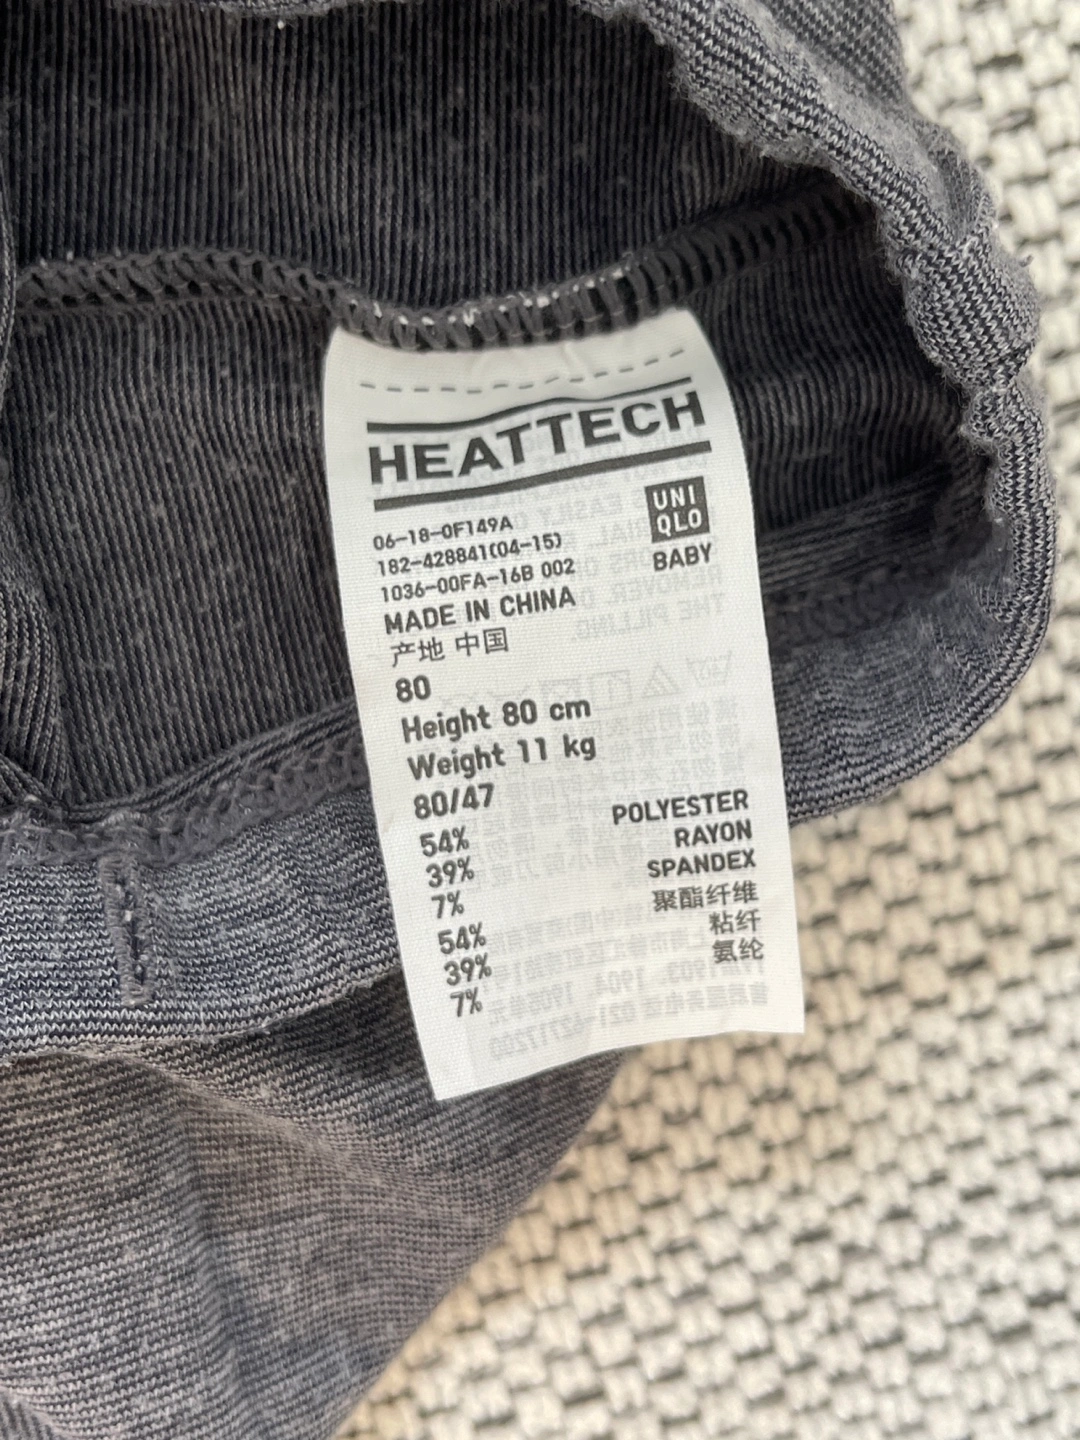 HEATTECH
UNI
QLO
BABY
06-18-0F149A
182-428841(04-15)
1036-00FA-16B 002
MADE IN CHINA
产地 中国
80
Height 80 cm
Weight 11 kg
80/47
54% POLYESTER
39% RAYON
7% SPANDEX
54% 聚酯纤维
39% 粘纤
7% 氨纶